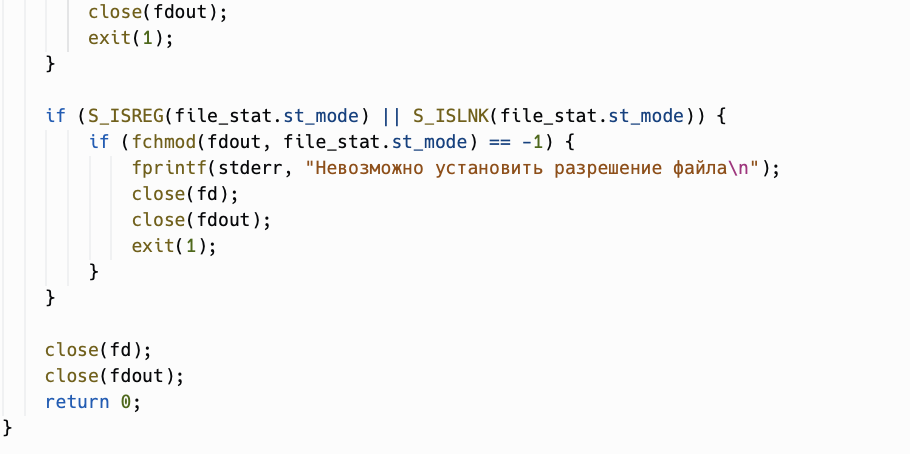 close(fdout);
exit(1);
}
if (S_ISREG(file_stat.st_mode) || S_ISLNK(file_stat.st_mode)) {
if (fchmod(fdout, file_stat.st_mode) == -1) {
fprintf(stderr, "Невозможно установить разрешение файла\n");
close(fd);
close(fdout);
exit(1);
}
}
close(fd);
close(fdout);
return 0;
}